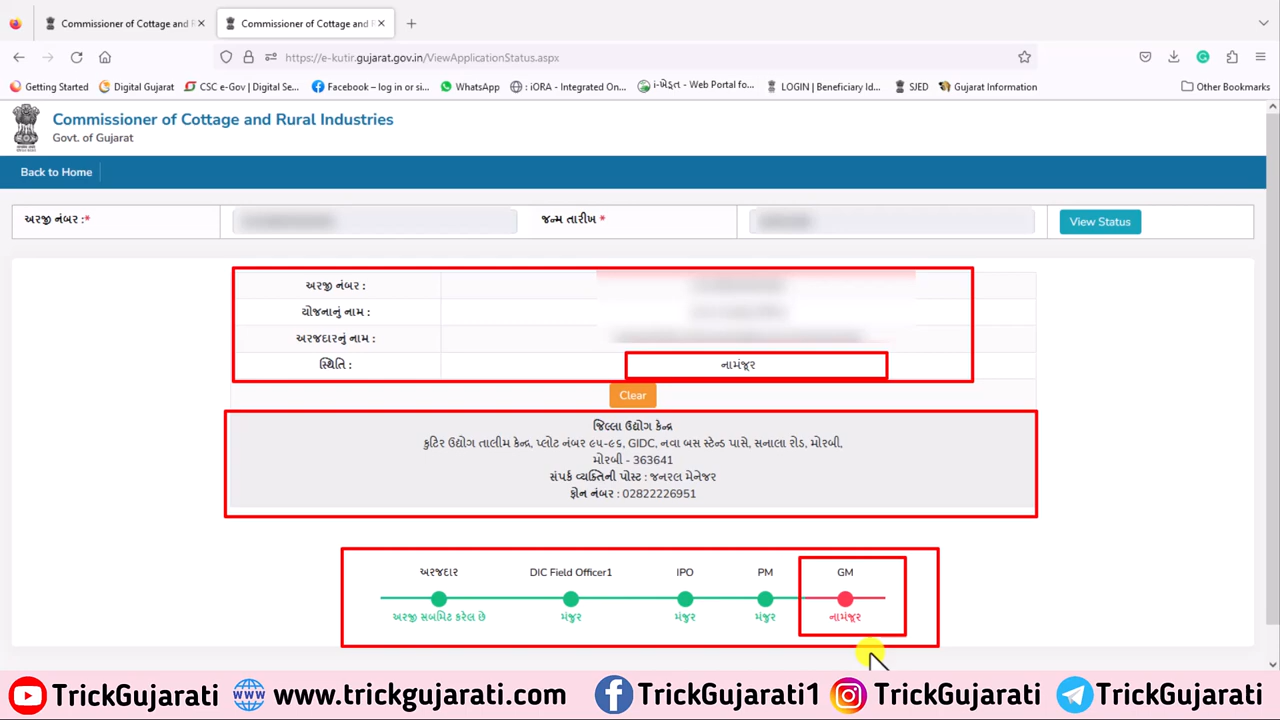 Commissioner of Cottage and
Commissioner of Cottage and
https://e-kutir.gujarat.gov.in/ViewApplicationStatus.aspx
Getting Started Digital Gujarat CSC e-Gov | Digital Se... Facebook – log in or si... WhatsApp : iORA - Integrated On... i-ખેડૂત - Web Portal fo... LOGIN | Beneficiary Id... SJED Gujarat Information Other Bookmarks
Commissioner of Cottage and Rural Industries
Govt. of Gujarat
Back to Home
અરજી નંબર :* જન્મ તારીખ * View Status
અરજી નંબર :
યોજનાનું નામ :
અરજદારનું નામ :
સ્થિતિ : નામંજૂર
Clear
જિલ્લા ઉદ્યોગ કેન્દ્ર
કુટિર ઉદ્યોગ તાલીમ કેન્દ્ર, પ્લોટ નંબર ૯૫-૯૬, GIDC, નવા બસ સ્ટેન્ડ પાસે, સનાલા રોડ, મોરબી,
મોરબી - 363641
સંપર્ક વ્યક્તિની પોસ્ટ : જનરલ મેનેજર
ફોન નંબર : 02822226951
અરજદાર DIC Field Officer1 IPO PM GM
અરજી સબમિટ કરેલ છે મંજુર મંજુર મંજુર નામંજૂર
TrickGujarati www.trickgujarati.com TrickGujarati1 TrickGujarati TrickGujarati